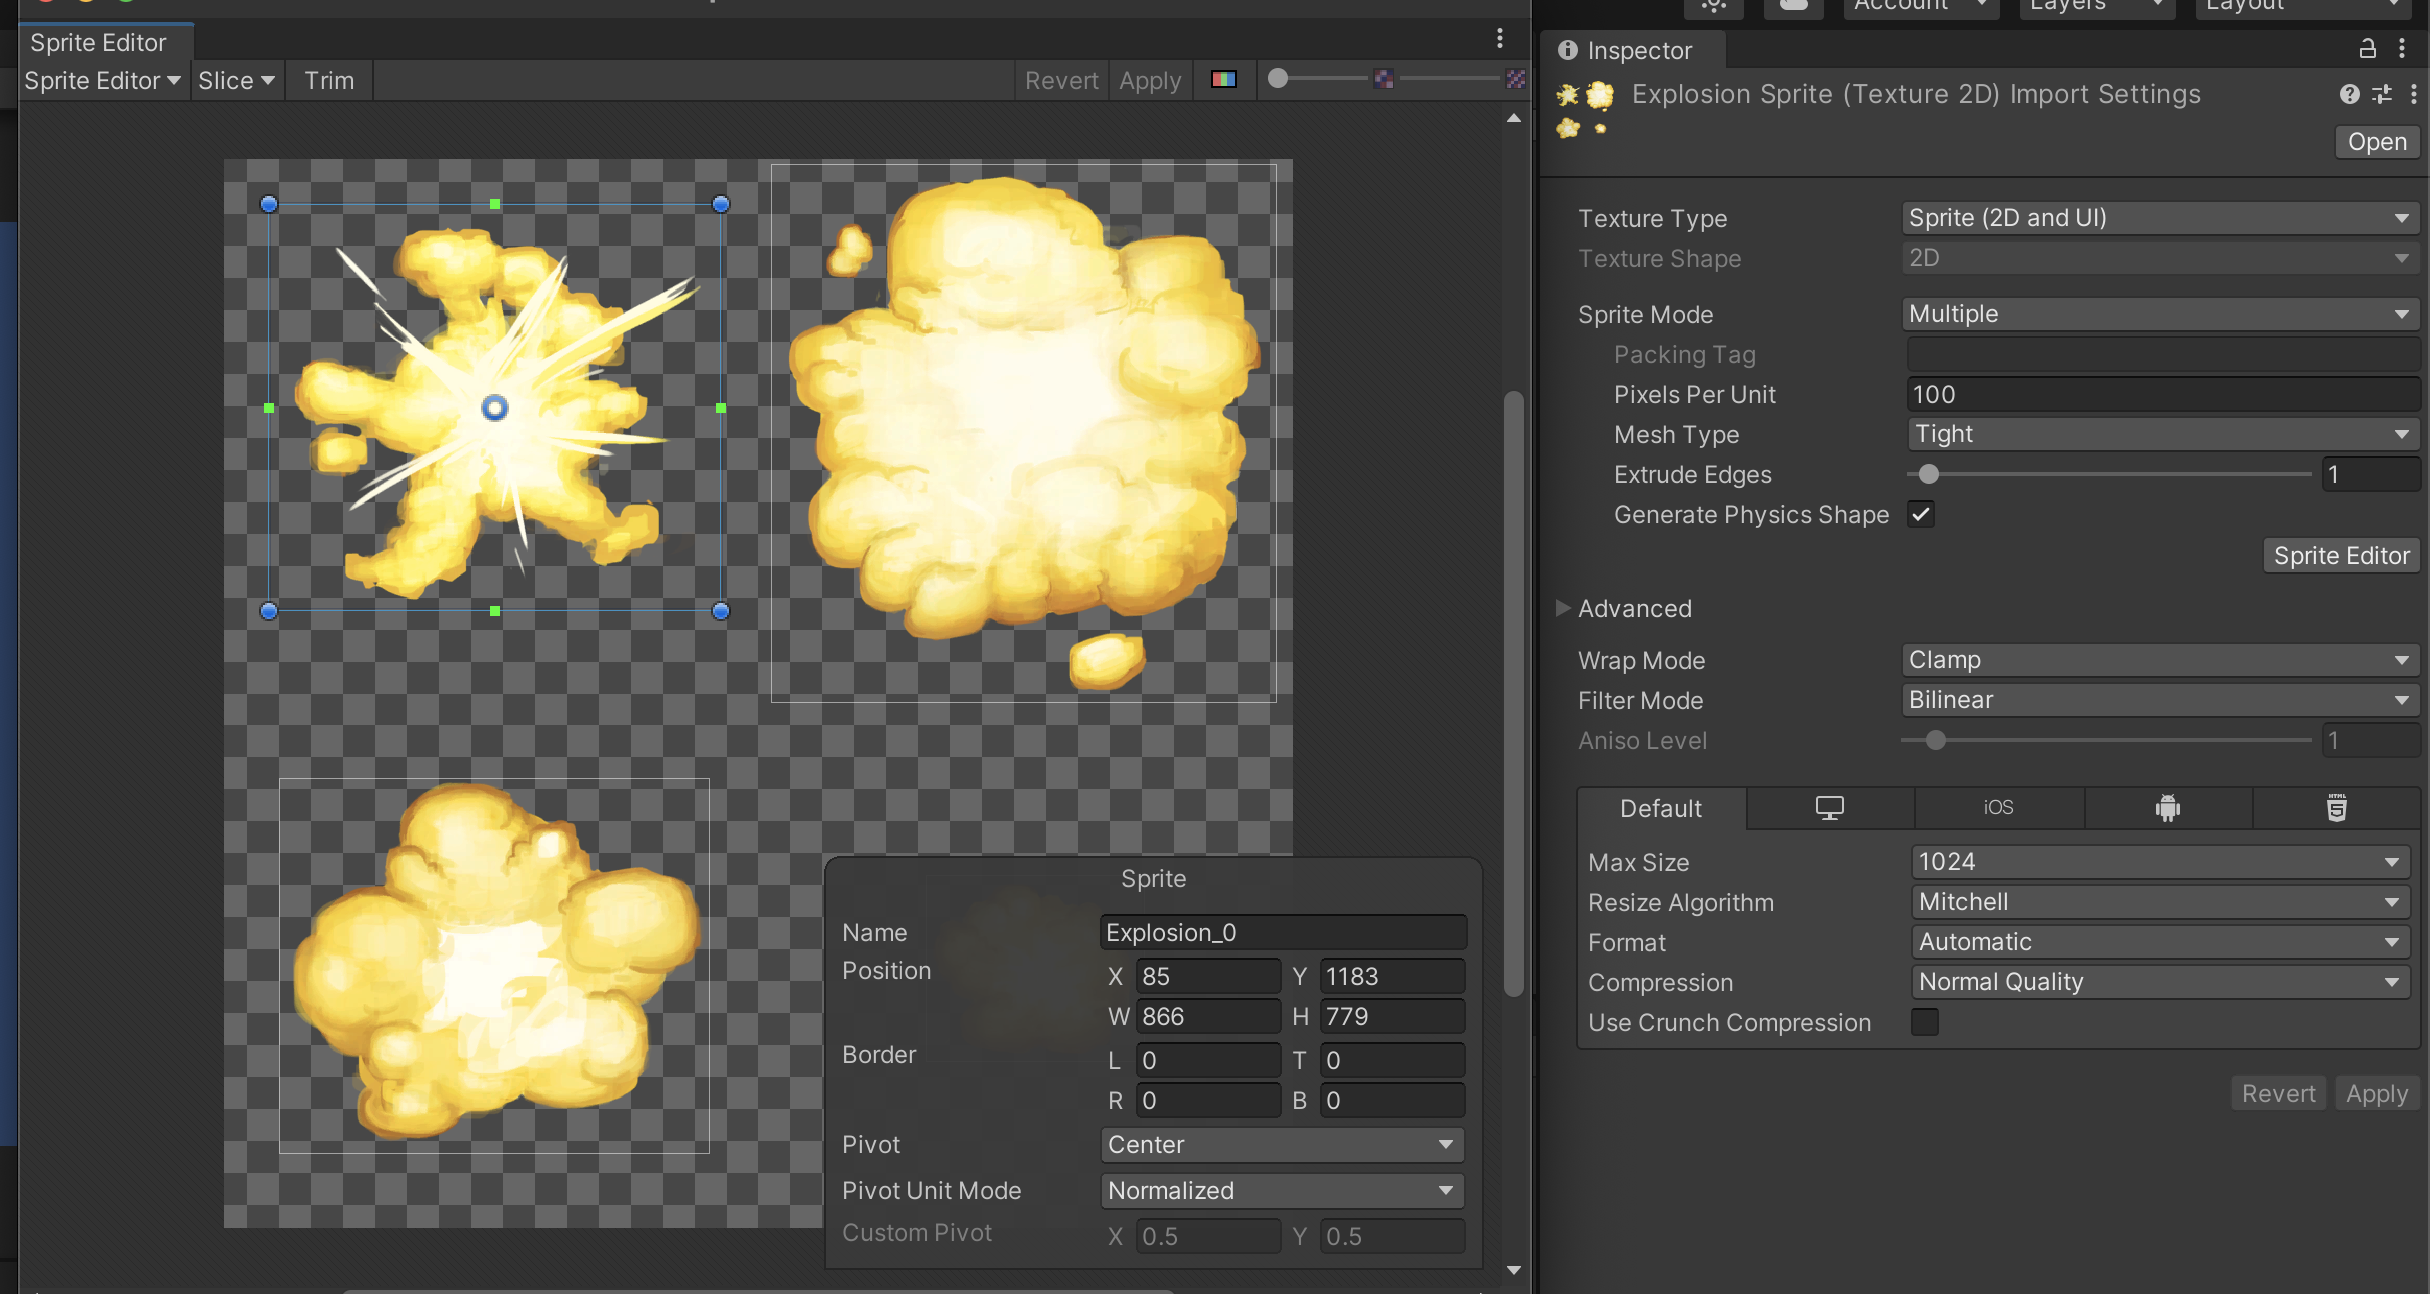 Account
Layers
Layout
Sprite Editor
Sprite Editor
Slice
Trim
Revert
Apply
Sprite
Name
Explosion_0
Position
X 85 Y 1183
W 866 H 779
Border
L 0 T 0
R 0 B 0
Pivot
Center
Pivot Unit Mode
Normalized
Custom Pivot
X 0.5 Y 0.5
Inspector
Explosion Sprite (Texture 2D) Import Settings
Open
Texture Type
Sprite (2D and UI)
Texture Shape
2D
Sprite Mode
Multiple
Packing Tag
Pixels Per Unit
100
Mesh Type
Tight
Extrude Edges
1
Generate Physics Shape
Sprite Editor
Advanced
Wrap Mode
Clamp
Filter Mode
Bilinear
Aniso Level
1
Default
iOS
HTML
5
Max Size
1024
Resize Algorithm
Mitchell
Format
Automatic
Compression
Normal Quality
Use Crunch Compression
Revert
Apply